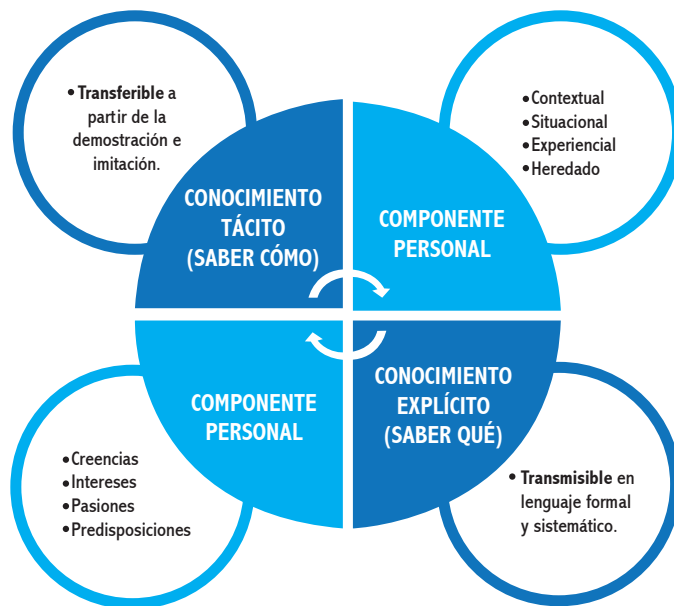 • Transferible a
partir de la
demostración e
imitación.
• Contextual
• Situacional
• Experiencial
• Heredado
CONOCIMIENTO
TÁCITO
(SABER CÓMO)
COMPONENTE
PERSONAL
COMPONENTE
PERSONAL
CONOCIMIENTO
EXPLÍCITO
(SABER QUÉ)
• Creencias
• Intereses
• Pasiones
• Predisposiciones
• Transmisible en
lenguaje formal
y sistemático.